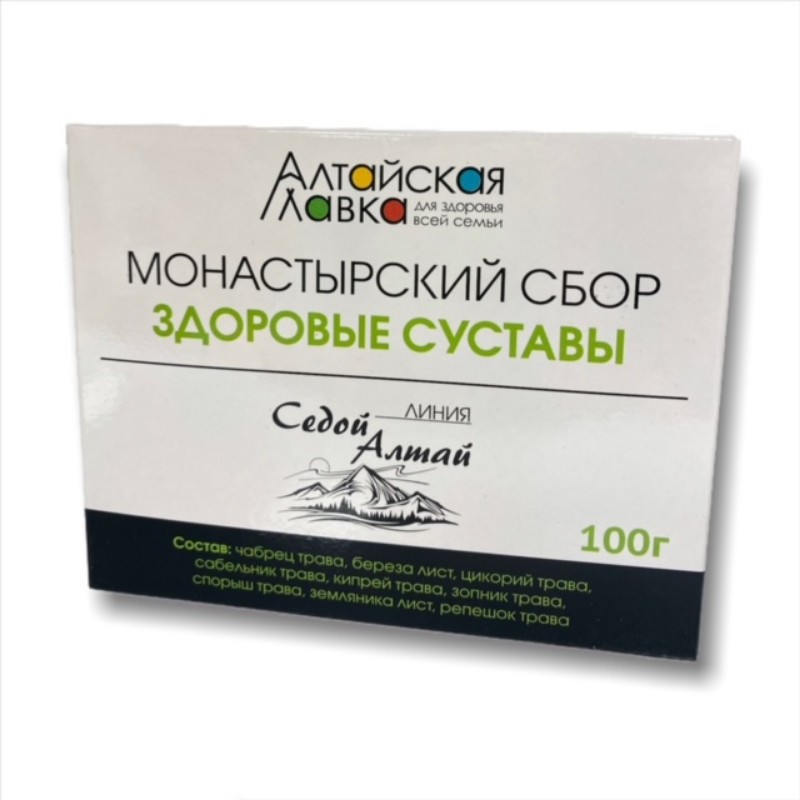 Алтайская
Лавка для здоровья
всей семьи
МОНАСТЫРСКИЙ СБОР
ЗДОРОВЫЕ СУСТАВЫ
ЛИНИЯ
Седой
Алтай
100г
Состав: чабрец трава, береза лист, цикорий трава,
сабельник трава, кипрей трава, зопник трава,
спорыш трава, земляника лист, репешок трава